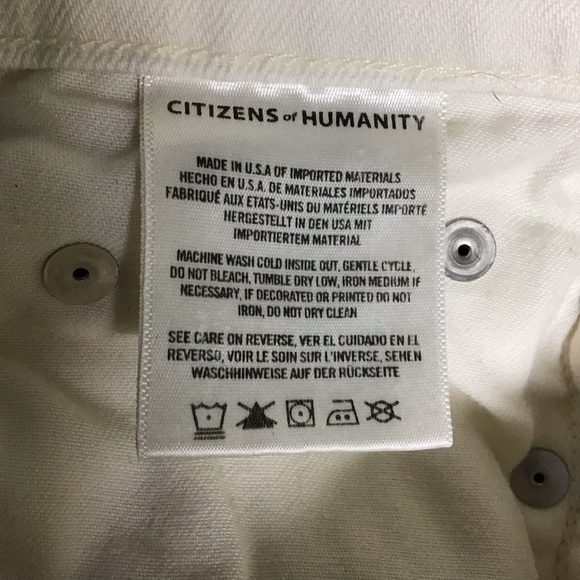 CITIZENS of HUMANITY
MADE IN U.S.A OF IMPORTED MATERIALS
HECHO EN U.S.A. DE MATERIALES IMPORTADOS
FABRIQUÉ AUX ETATS-UNIS DU MATÉRIELS IMPORTÉ
HERGESTELLT IN DEN USA MIT
IMPORTIERTEM MATERIAL
MACHINE WASH COLD INSIDE OUT, GENTLE CYCLE,
DO NOT BLEACH, TUMBLE DRY LOW, IRON MEDIUM IF
NECESSARY, IF DECORATED OR PRINTED DO NOT
IRON, DO NOT DRY CLEAN
SEE CARE ON REVERSE, VER EL CUIDADO EN EL
REVERSO, VOIR LE SOIN SUR L'INVERSE, SEHEN
WASCHHINWEISE AUF DER RÜCKSEITE